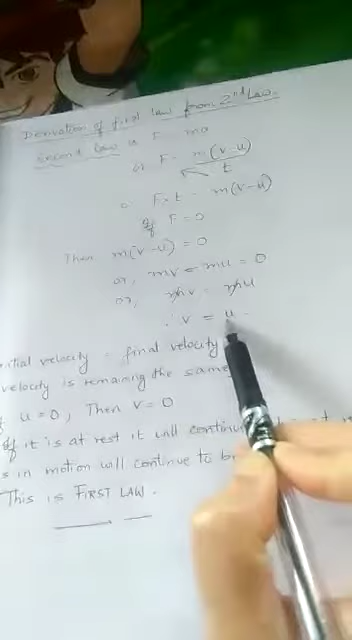 Derivation of first law from 2nd Law.
Second law is F = ma
or F = m(v-u)/t
or F×t = m(v-u)
If F = 0
Then m(v-u) = 0
or, mv - mu = 0
or, mv = mu
∴ v = u
velocity = final velocity
velocity is remaining the same
u = 0, Then v = 0
If it is at rest it will continue
in motion will continue to be
This is FIRST LAW.